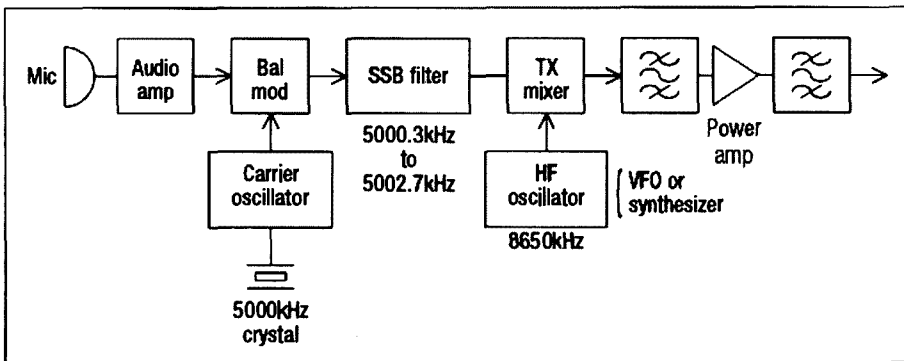 Mic
Audio
amp
Bal
mod
SSB filter
TX
mixer
5000.3kHz
to
5002.7kHz
Power
amp
Carrier
oscillator
HF
oscillator
VFO or
synthesizer
8650kHz
5000kHz
crystal